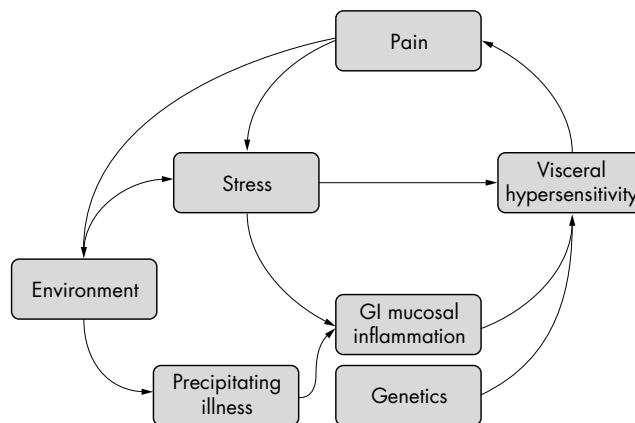 Pain
Stress
Visceral
hypersensitivity
Environment
GI mucosal
inflammation
Precipitating
illness
Genetics